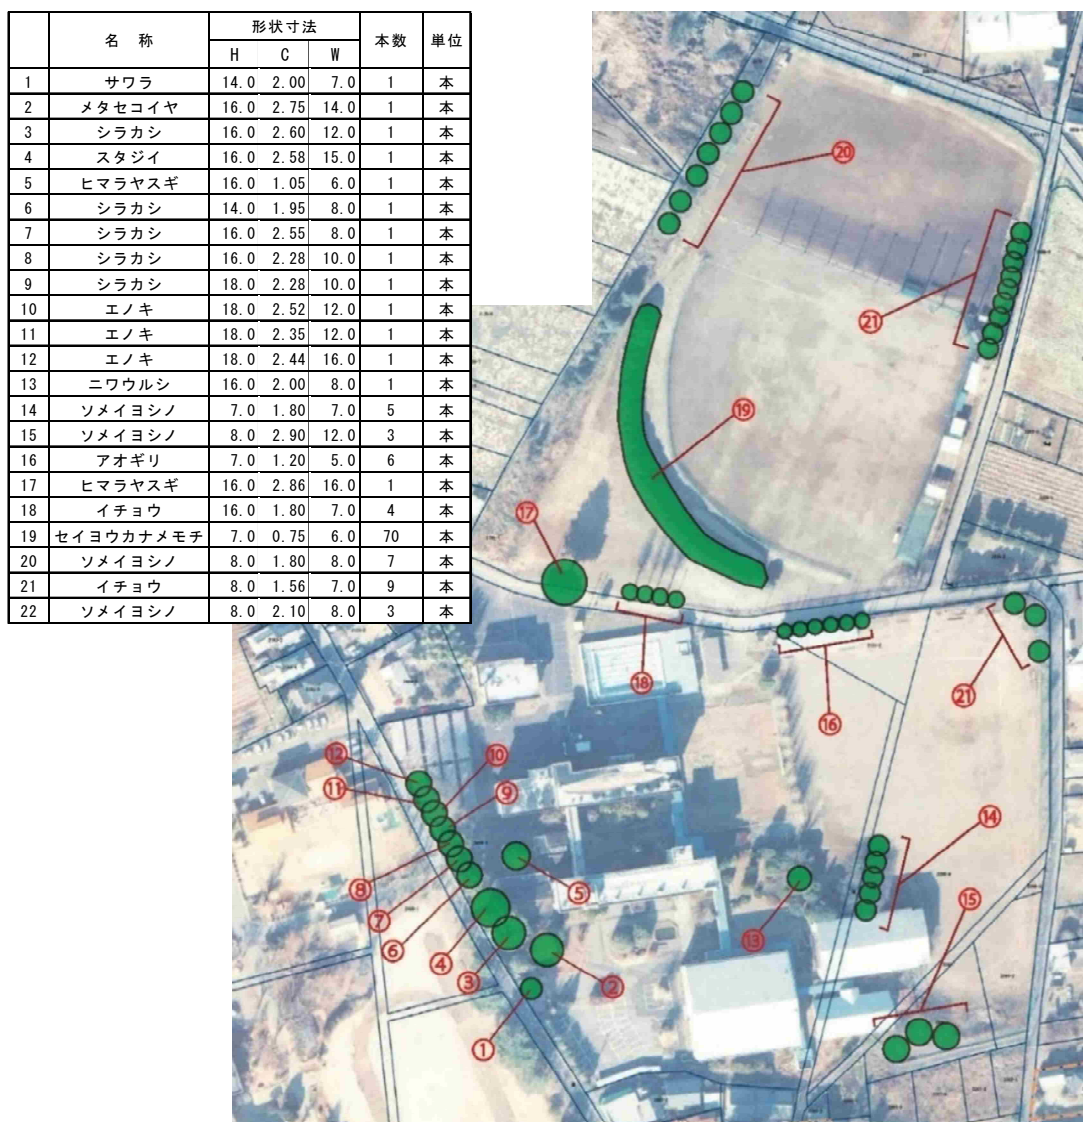 名　称 形状寸法 本数 単位
H C W
1 サワラ 14.0 2.00 7.0 1 本
2 メタセコイヤ 16.0 2.75 14.0 1 本
3 シラカシ 16.0 2.60 12.0 1 本
4 スタジイ 16.0 2.58 15.0 1 本
5 ヒマラヤスギ 16.0 1.05 6.0 1 本
6 シラカシ 14.0 1.95 8.0 1 本
7 シラカシ 16.0 2.55 8.0 1 本
8 シラカシ 16.0 2.28 10.0 1 本
9 シラカシ 18.0 2.28 10.0 1 本
10 エノキ 18.0 2.52 12.0 1 本
11 エノキ 18.0 2.35 12.0 1 本
12 エノキ 18.0 2.44 16.0 1 本
13 ニワウルシ 16.0 2.00 8.0 1 本
14 ソメイヨシノ 7.0 1.80 7.0 5 本
15 ソメイヨシノ 8.0 2.90 12.0 3 本
16 アオギリ 7.0 1.20 5.0 6 本
17 ヒマラヤスギ 16.0 2.86 16.0 1 本
18 イチョウ 16.0 1.80 7.0 4 本
19 セイヨウカナメモチ 7.0 0.75 6.0 70 本
20 ソメイヨシノ 8.0 1.80 8.0 7 本
21 イチョウ 8.0 1.56 7.0 9 本
22 ソメイヨシノ 8.0 2.10 8.0 3 本
⑳
㉑
⑲
⑰
⑱
㉑
⑯
⑫
⑩
⑪
⑨
⑭
⑧
⑤
⑦
⑮
⑥
⑬
④
③
②
①